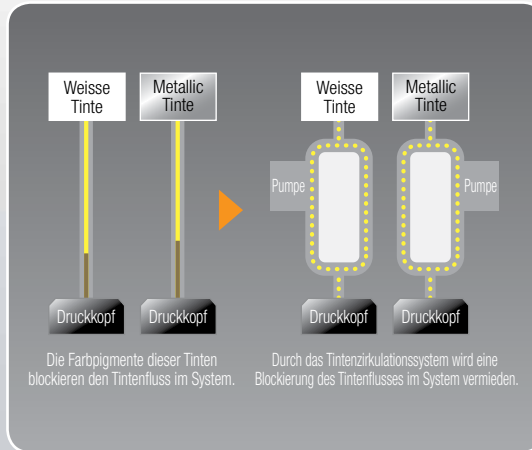 Weisse
Tinte
Metallic
Tinte
Weisse
Tinte
Metallic
Tinte
Pumpe
Pumpe
Druckkopf
Druckkopf
Druckkopf
Druckkopf
Die Farbpigmente dieser Tinten
blockieren den Tintenfluss im System.
Durch das Tintenzirkulationssystem wird eine
Blockierung des Tintenflusses im System vermieden.